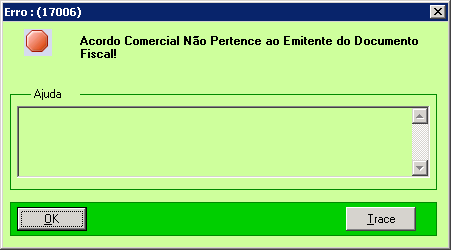 Erro : (17006)
Acordo Comercial Não Pertence ao Emitente do Documento
Fiscal!
Ajuda
OK
Trace